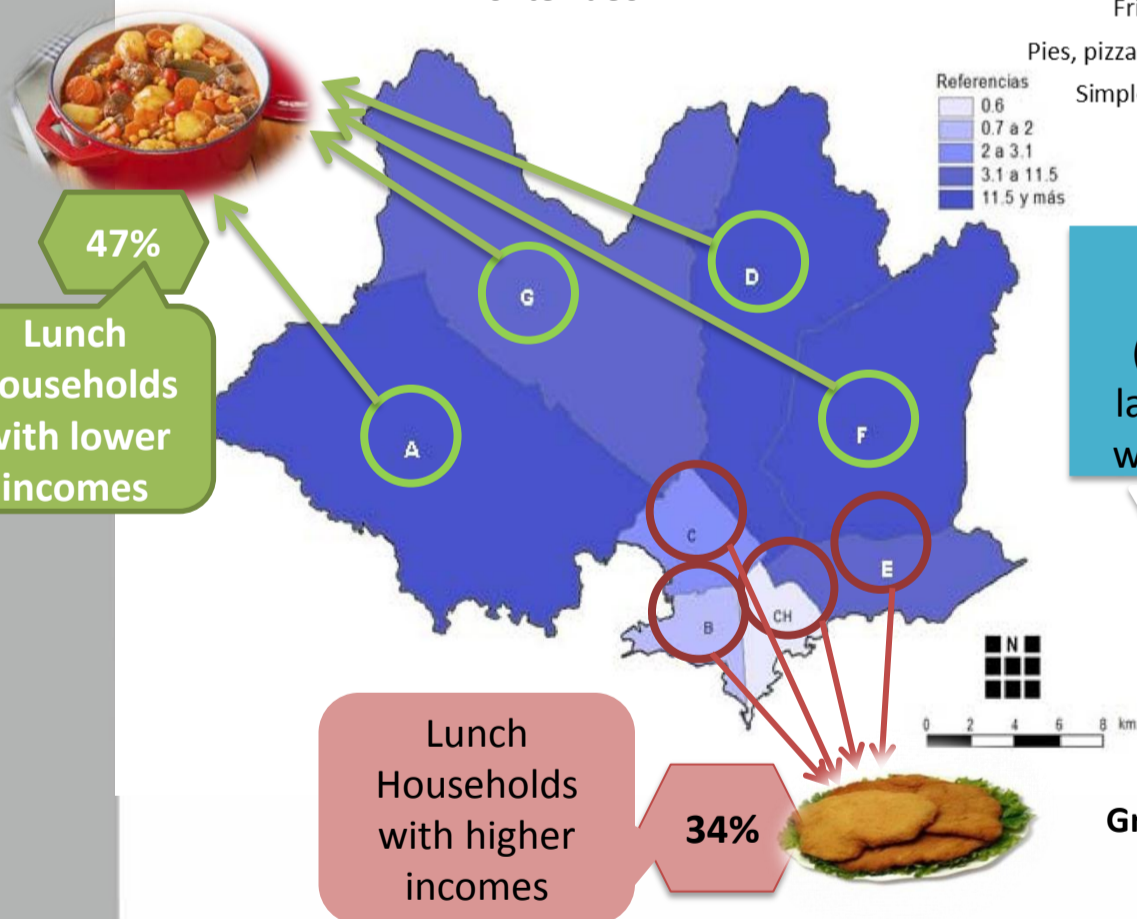 Fri
Pies, pizza
Simpl
Referencias
0.6
0.7 a 2
2 a 3.1
3.1 a 11.5
11.5 y más
47%
Lunch
ouseholds
with lower
incomes
G
D
A
F
C
E
B
CH
la
w
N
0 2 4 6 8 km
Lunch
Households
with higher
incomes
34%
Gr